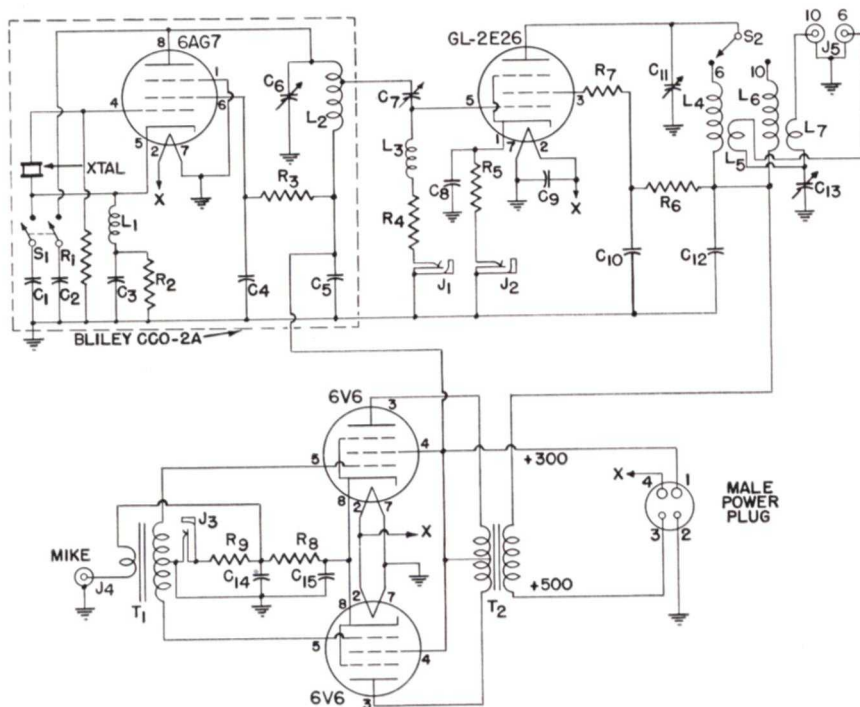 6AG7
GL-2E26
10 6
J5
S2
8
1
6
4
5
2
7
X
XTAL
C6
L2
C7
5
3
R7
C11
6
L4
10
L6
L7
L5
C13
1
7
2
R3
L3
C8
R5
C9
X
R6
S1
R1
L1
R4
C1
C2
C3
R2
C4
C5
J1
J2
C10
C12
BLILEY CCO-2A
6V6
3
4
5
8
2
7
+300
X
4
1
3
2
MALE
POWER
PLUG
J3
R9
R8
X
MIKE
J4
C14
C15
T1
T2
+500
2
7
8
5
4
6V6
3